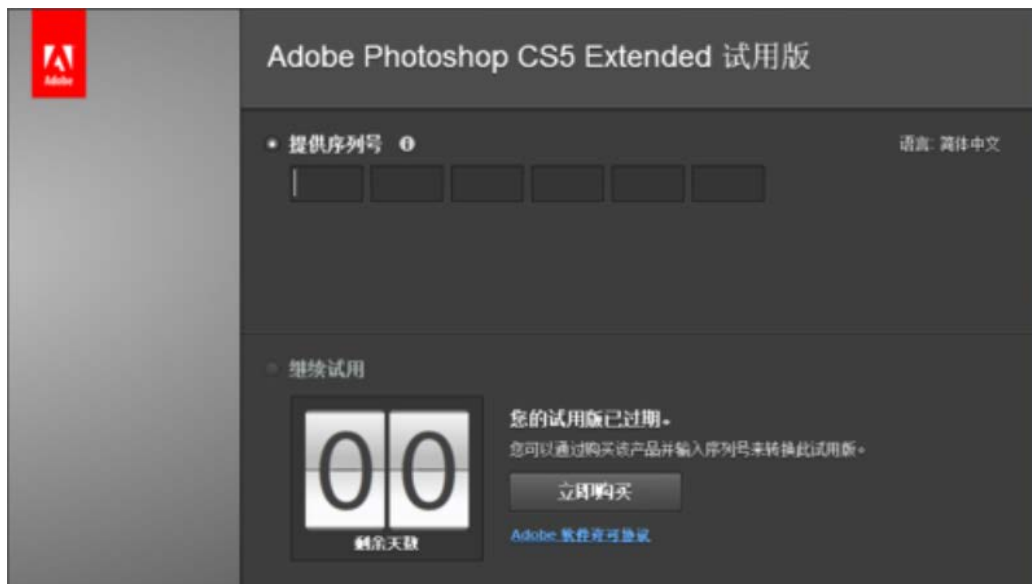 Adobe
Adobe Photoshop CS5 Extended 试用版
提供序列号
语言: 简体中文
继续试用
00
您的试用版已过期。
您可以通过购买该产品并输入序列号来转换此试用版。
立即购买
剩余天数
Adobe 软件许可协议